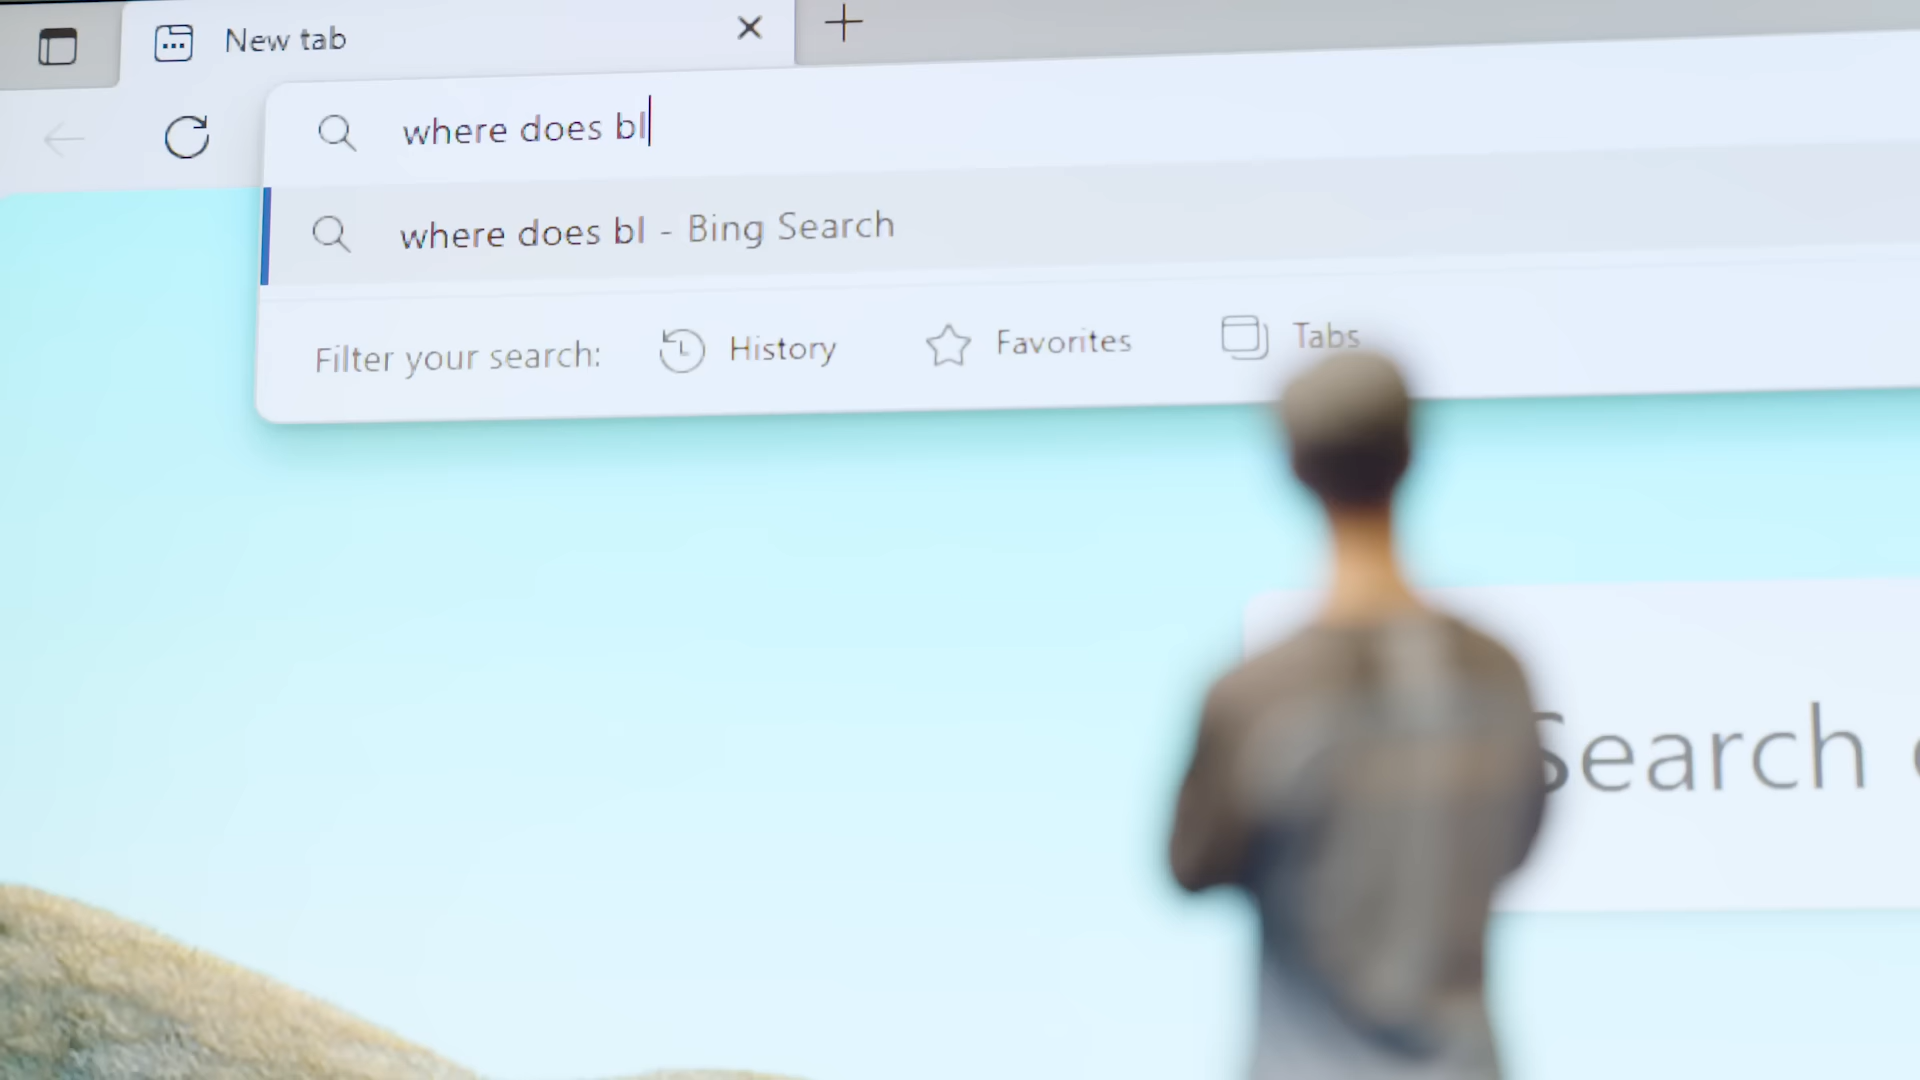 New tab
where does bl
where does bl - Bing Search
Filter your search: History Favorites Tabs
Search